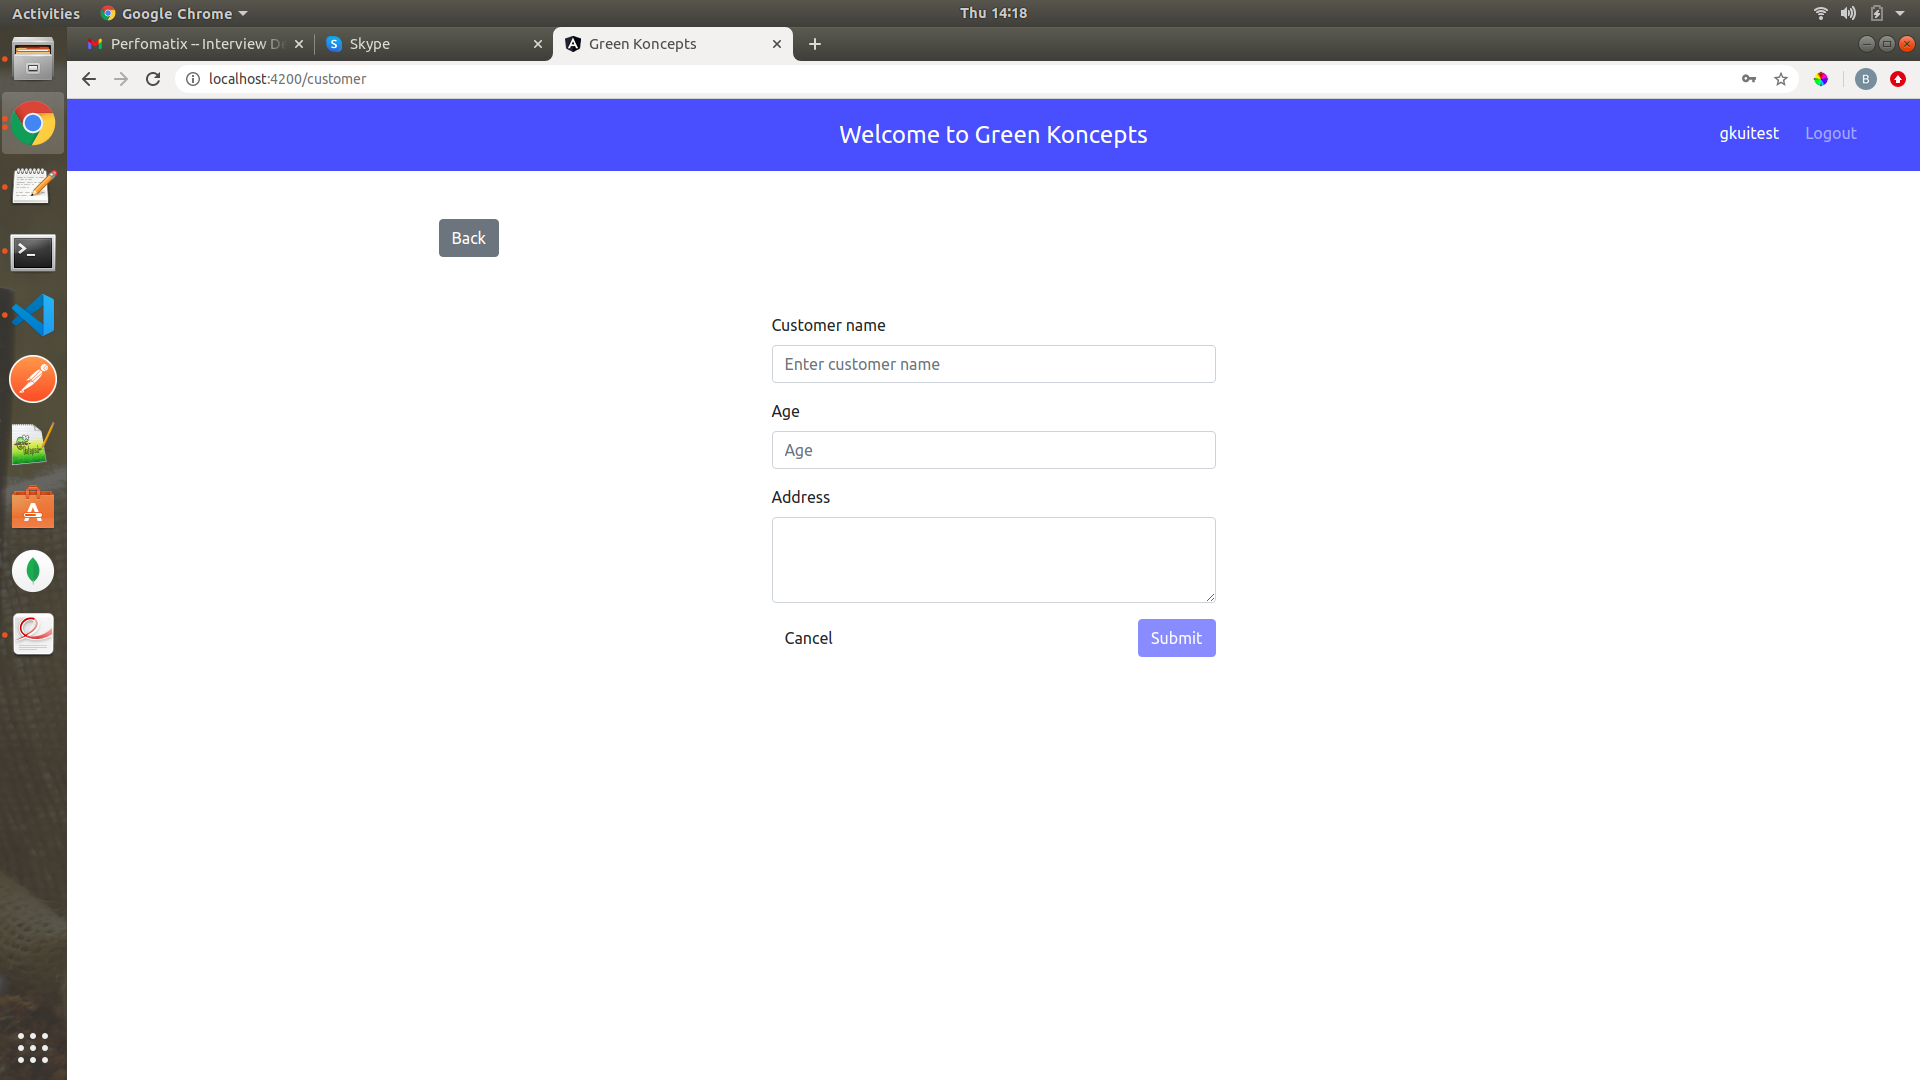 Activities Google Chrome Thu 14:18
Perfomatix – Interview D Skype Green Koncepts
localhost:4200/customer B
Welcome to Green Koncepts gkuitest Logout
Back
Customer name
Enter customer name
Age
Age
Address
Cancel Submit